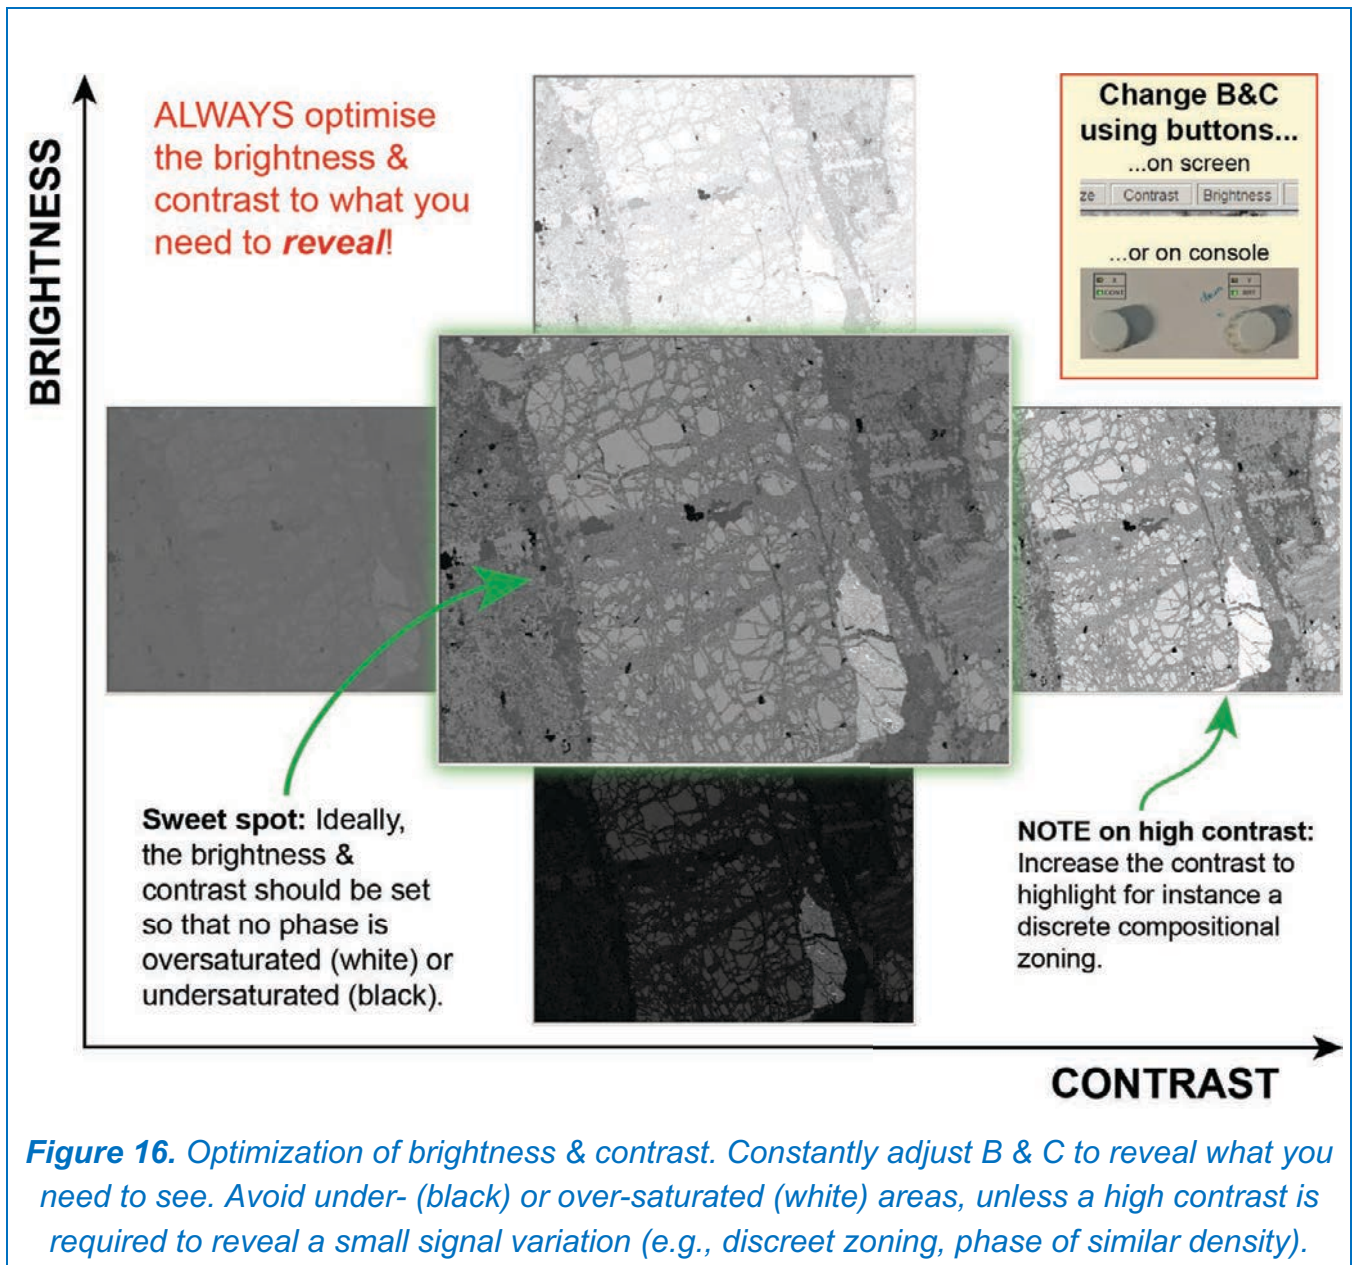 BRIGHTNESS
ALWAYS optimise
the brightness &
contrast to what you
need to reveal!
Change B&C
using buttons...
...on screen
ze Contrast Brightness
...or on console
X
CONT
Y
BRT
Sweet spot: Ideally,
the brightness &
contrast should be set
so that no phase is
oversaturated (white) or
undersaturated (black).
NOTE on high contrast:
Increase the contrast to
highlight for instance a
discrete compositional
zoning.
CONTRAST
Figure 16. Optimization of brightness & contrast. Constantly adjust B & C to reveal what you
need to see. Avoid under- (black) or over-saturated (white) areas, unless a high contrast is
required to reveal a small signal variation (e.g., discreet zoning, phase of similar density).